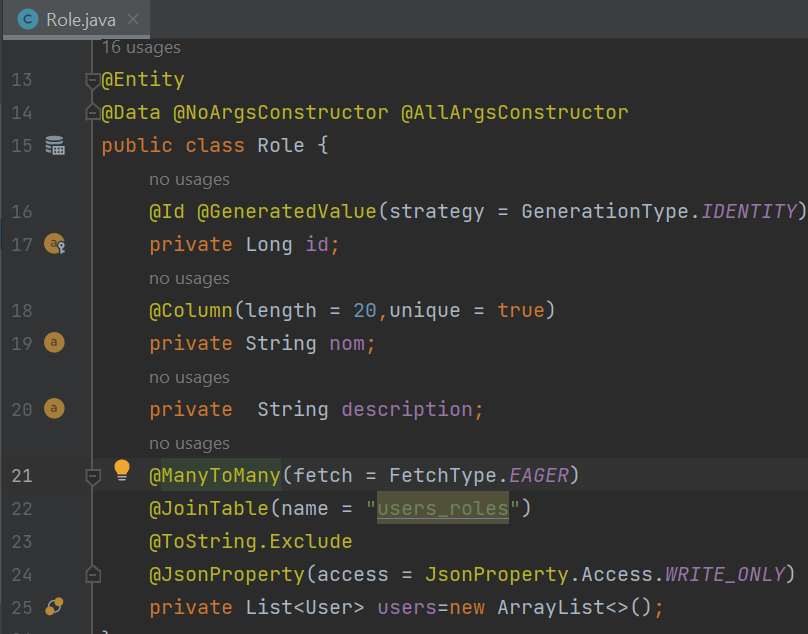 Role.java
16 usages
13 @Entity
14 @Data @NoArgsConstructor @AllArgsConstructor
15 public class Role {
no usages
16 @Id @GeneratedValue(strategy = GenerationType.IDENTITY)
17 private Long id;
no usages
18 @Column(length = 20,unique = true)
19 private String nom;
no usages
20 private  String description;
no usages
21 @ManyToMany(fetch = FetchType.EAGER)
22 @JoinTable(name = "users_roles")
23 @ToString.Exclude
24 @JsonProperty(access = JsonProperty.Access.WRITE_ONLY)
25 private List<User> users=new ArrayList<>();